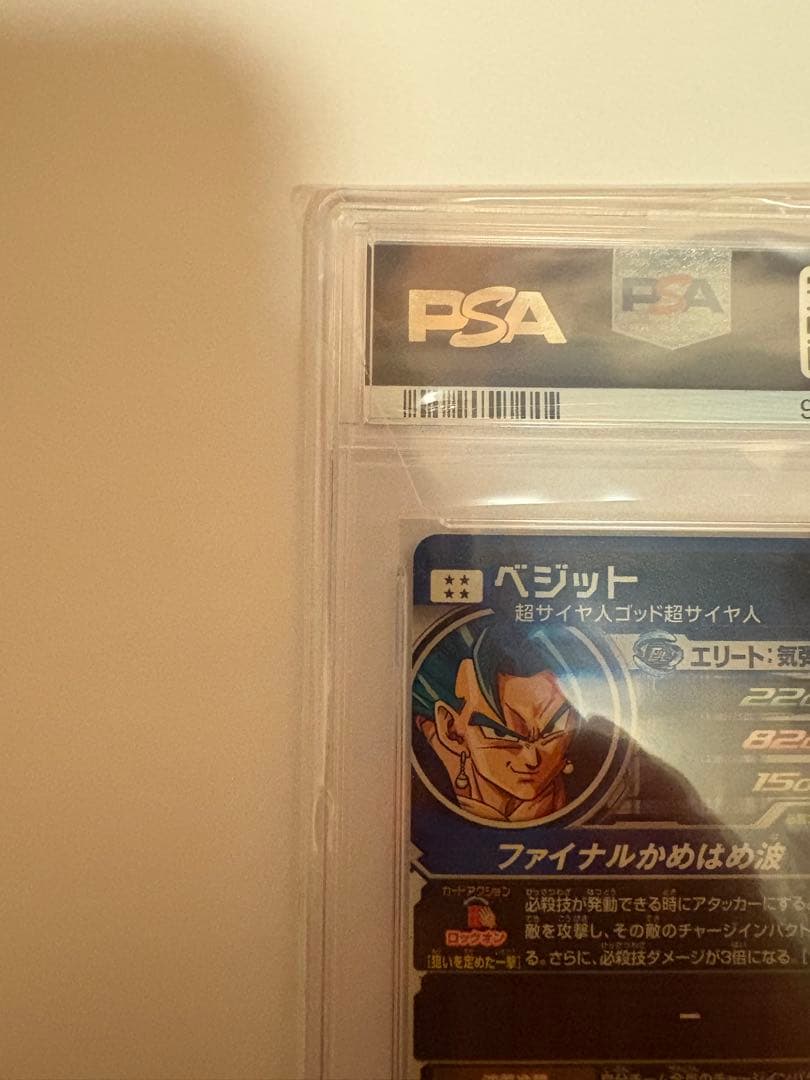 PSA
PSA
9
ベジット
超サイヤ人ゴッド超サイヤ人
エリート:気弾
220
820
150
ファイナルかめはめ波
カードアクション
ロックオン
[狙いを定めた一撃]
必殺技が発動できる時にアタッカーにする
敵を攻撃し、その敵のチャージインパクト
る。さらに、必殺技ダメージが3倍になる。[
ー